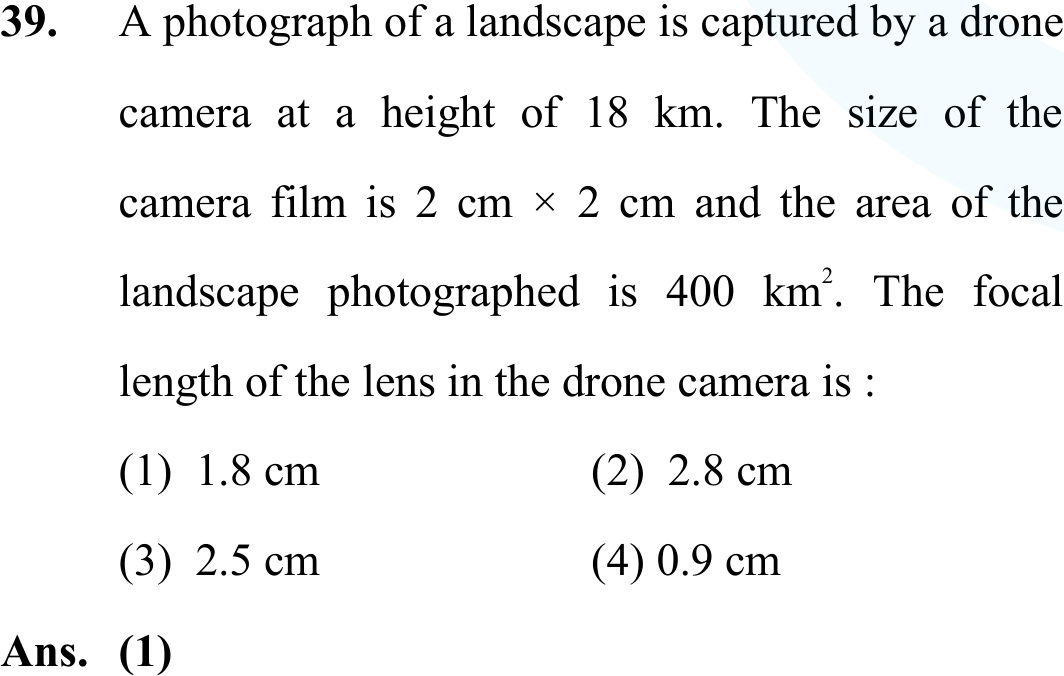 39. A photograph of a landscape is captured by a drone
camera at a height of 18 km. The size of the
camera film is 2 cm × 2 cm and the area of the
landscape photographed is 400 km². The focal
length of the lens in the drone camera is :
(1) 1.8 cm (2) 2.8 cm
(3) 2.5 cm (4) 0.9 cm
Ans. (1)